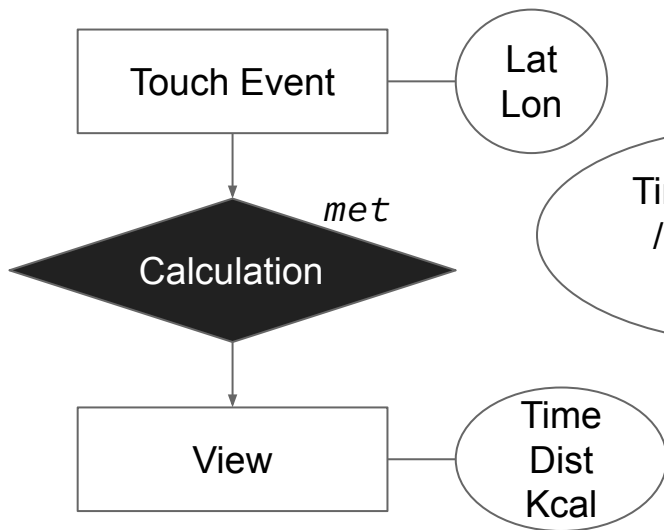 Touch Event
Lat
Lon
met
Calculation
/
View
Time
Dist
Kcal